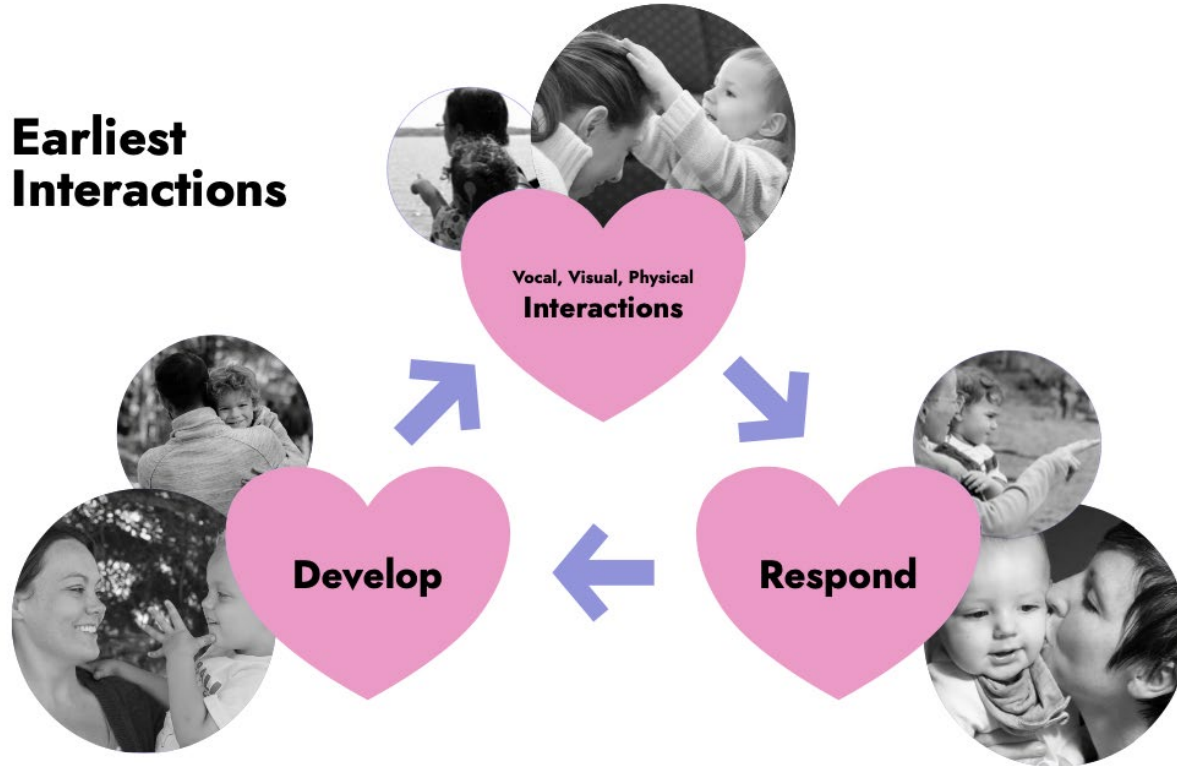 Earliest
Interactions
Vocal, Visual, Physical
Interactions
Develop
Respond